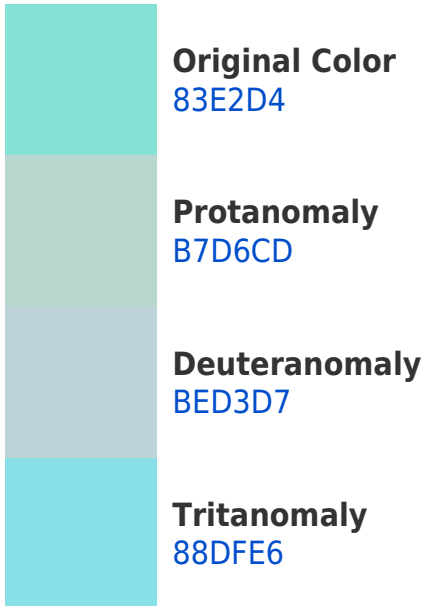 Original Color
83E2D4
Protanomaly
B7D6CD
Deuteranomaly
BED3D7
Tritanomaly
88DFE6